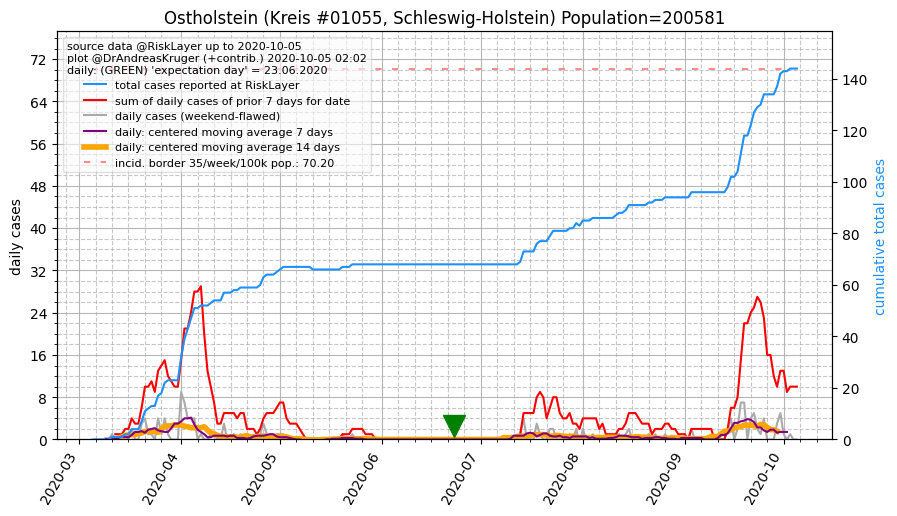 Ostholstein (Kreis #01055, Schleswig-Holstein) Population=200581
source data @RiskLayer up to 2020-10-05
plot @DrAndreasKruger (+contrib.) 2020-10-05 02:02
daily: (GREEN) 'expectation day' = 23.06.2020
total cases reported at RiskLayer
sum of daily cases of prior 7 days for date
daily cases (weekend-flawed)
daily: centered moving average 7 days
daily: centered moving average 14 days
incid. border 35/week/100k pop.: 70.20
daily cases
72
64
56
48
40
32
24
16
8
0
cumulative total cases
140
120
100
80
60
40
20
0
2020-03
2020-04
2020-05
2020-06
2020-07
2020-08
2020-09
2020-10